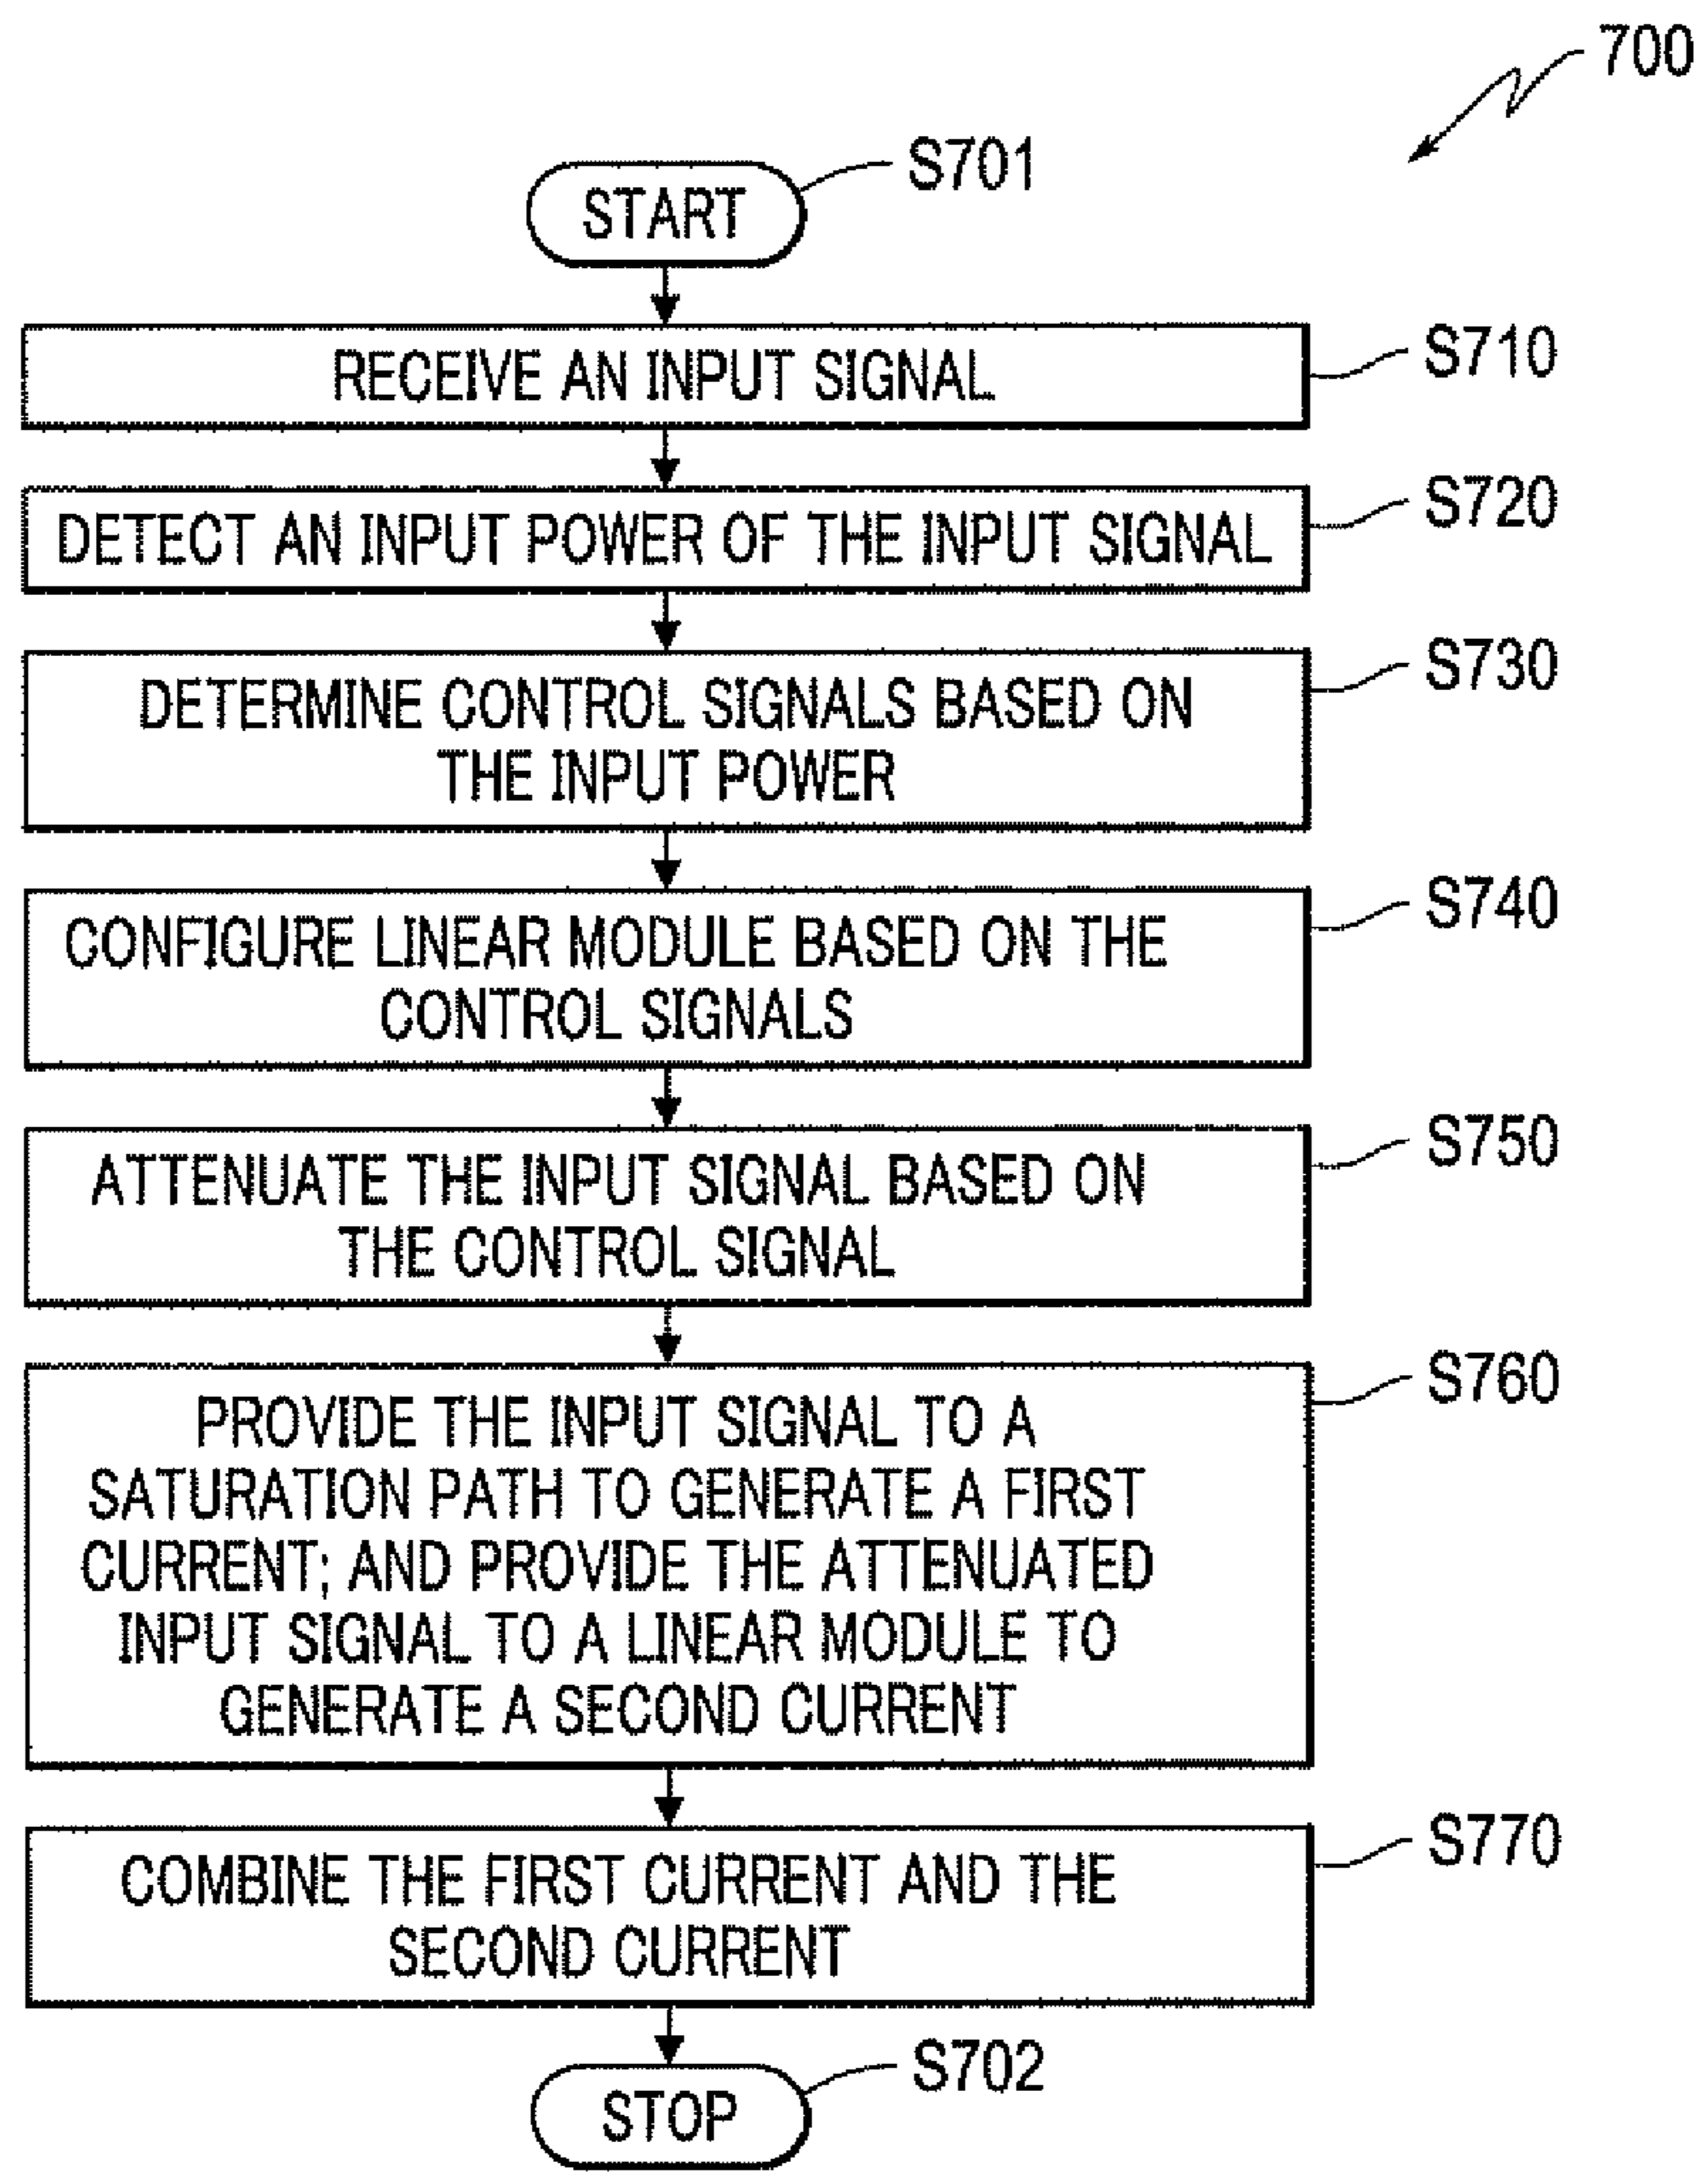 700
START
S701
RECEIVE AN INPUT SIGNAL
S710
DETECT AN INPUT POWER OF THE INPUT SIGNAL
S720
DETERMINE CONTROL SIGNALS BASED ON
THE INPUT POWER
S730
CONFIGURE LINEAR MODULE BASED ON THE
CONTROL SIGNALS
S740
ATTENUATE THE INPUT SIGNAL BASED ON
THE CONTROL SIGNAL
S750
PROVIDE THE INPUT SIGNAL TO A
SATURATION PATH TO GENERATE A FIRST
CURRENT; AND PROVIDE THE ATTENUATED
INPUT SIGNAL TO A LINEAR MODULE TO
GENERATE A SECOND CURRENT
S760
COMBINE THE FIRST CURRENT AND THE
SECOND CURRENT
S770
STOP
S702